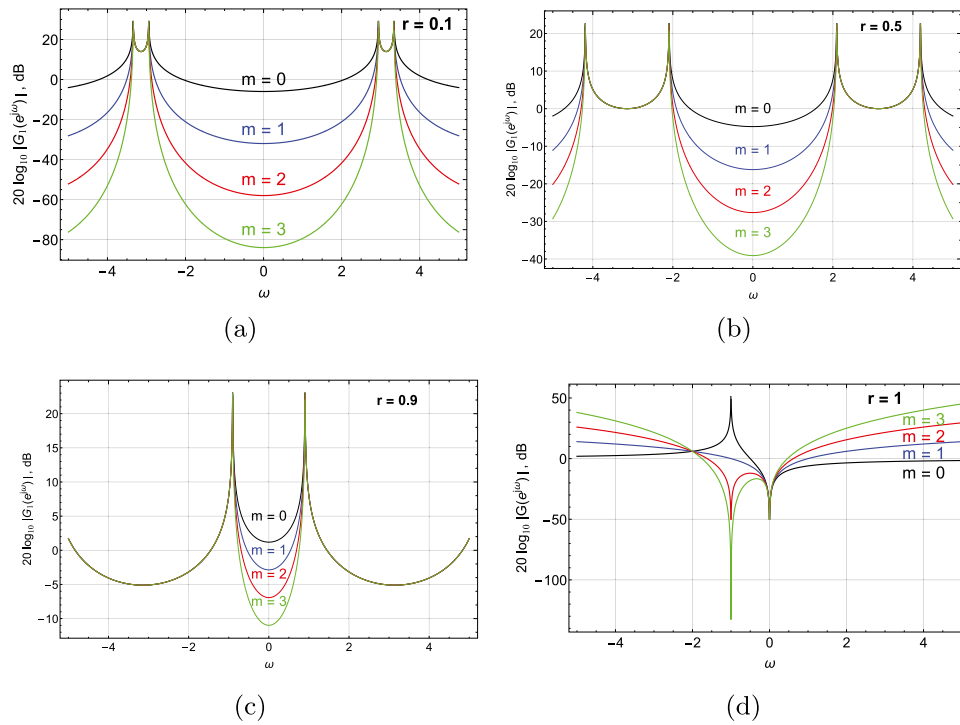 r = 0.1
20 log10 |G1(e^jω)| , dB
20
0
−20
−40
−60
−80
m = 0
m = 1
m = 2
m = 3
−4 −2 0 2 4
ω
(a)
r = 0.5
20 log10 |G1(e^jω)| , dB
20
10
0
−10
−20
−30
−40
m = 0
m = 1
m = 2
m = 3
−4 −2 0 2 4
ω
(b)
r = 0.9
20 log10 |G1(e^jω)|, dB
20
15
10
5
0
−5
−10
m = 0
m = 1
m = 2
m = 3
−4 −2 0 2 4
ω
(c)
r = 1
20 log10 |G(e^jω)| , dB
50
0
−50
−100
m = 3
m = 2
m = 1
m = 0
−4 −2 0 2 4
ω
(d)